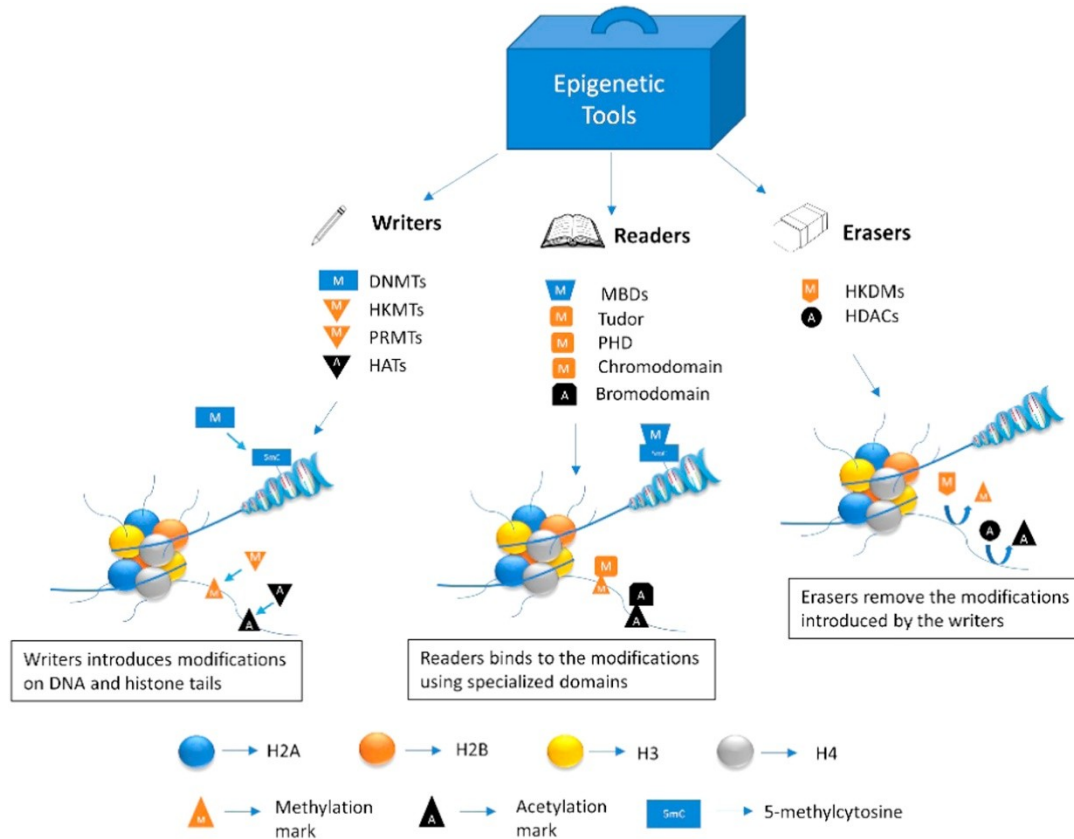 Epigenetic
Tools
Writers
Readers
Erasers
M DNMTs
M HKMTs
M PRMTs
A HATs
M MBDs
M Tudor
M PHD
M Chromodomain
A Bromodomain
M HKDMs
A HDACs
M
5mC
M
M
A
A
M
5mC
M
M
A
A
M
M
A
A
Writers introduces modifications
on DNA and histone tails
Readers binds to the modifications
using specialized domains
Erasers remove the modifications
introduced by the writers
H2A
H2B
H3
H4
M Methylation
mark
A Acetylation
mark
5mC 5-methylcytosine